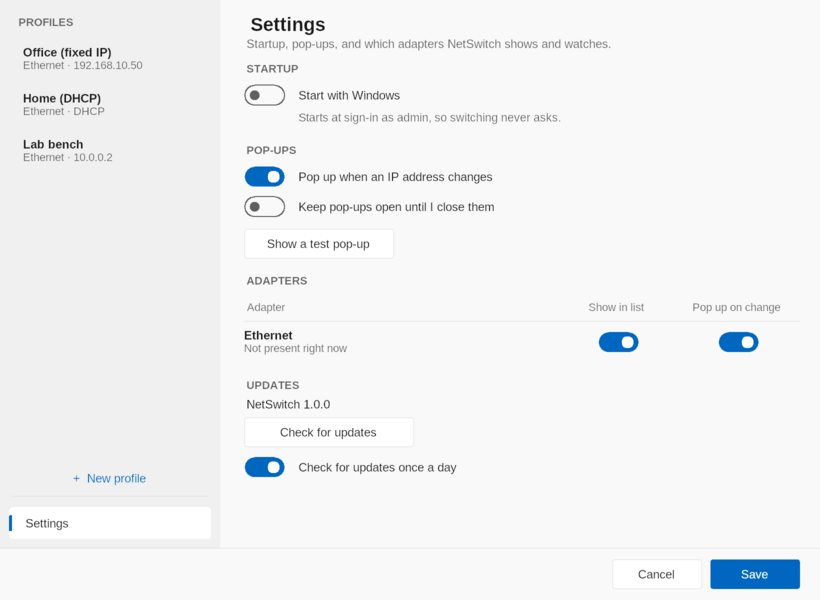 PROFILES
Office (fixed IP)
Ethernet · 192.168.10.50
Home (DHCP)
Ethernet · DHCP
Lab bench
Ethernet · 10.0.0.2
+ New profile
Settings
Settings
Startup, pop-ups, and which adapters NetSwitch shows and watches.
STARTUP
Start with Windows
Starts at sign-in as admin, so switching never asks.
POP-UPS
Pop up when an IP address changes
Keep pop-ups open until I close them
Show a test pop-up
ADAPTERS
Adapter Show in list Pop up on change
Ethernet
Not present right now
UPDATES
NetSwitch 1.0.0
Check for updates
Check for updates once a day
Cancel Save